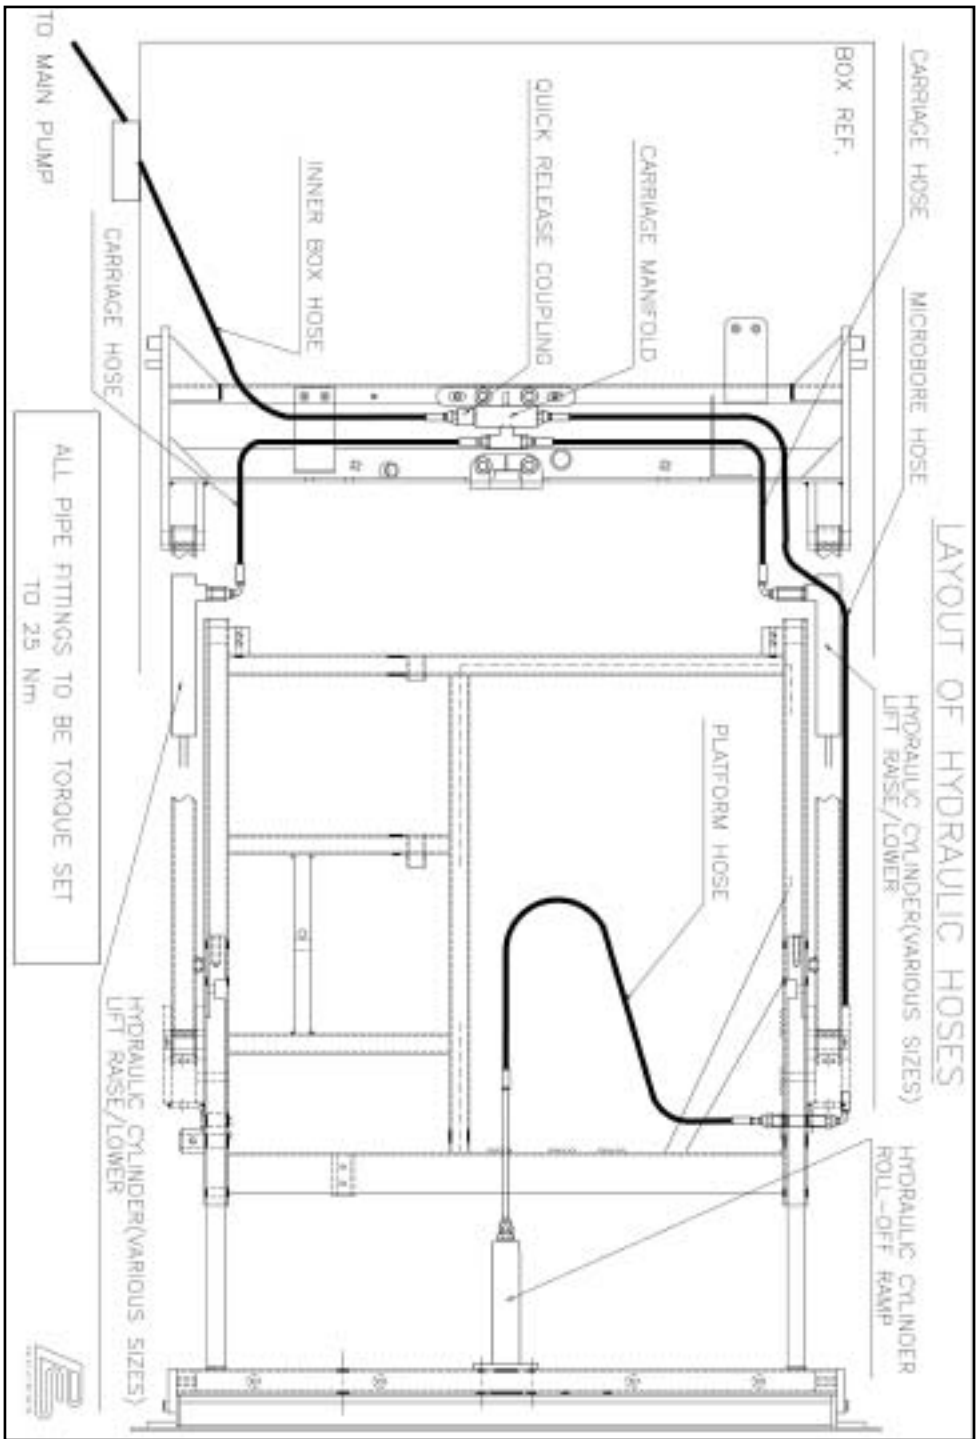 LAYOUT OF HYDRAULIC HOSES
CARRIAGE HOSE
MICROBORE HOSE
HYDRAULIC CYLINDER(VARIOUS SIZES)
LIFT RAISE/LOWER
HYDRAULIC CYLINDER
ROLL-OFF RAMP
BOX REF.
CARRIAGE MANIFOLD
PLATFORM HOSE
QUICK RELEASE COUPLING
INNER BOX HOSE
CARRIAGE HOSE
HYDRAULIC CYLINDER(VARIOUS SIZES)
LIFT RAISE/LOWER
TO MAIN PUMP
ALL PIPE FITTINGS TO BE TORQUE SET
TO 25 Nm